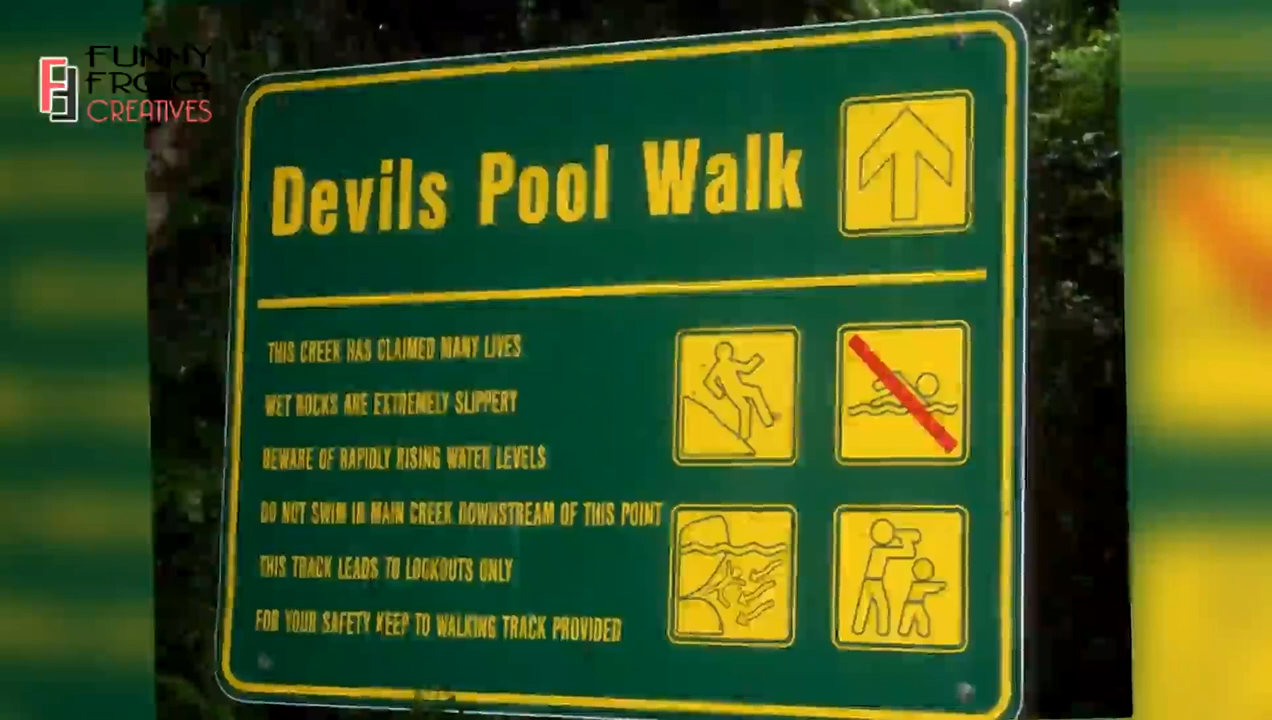 FUNNY
FROG
CREATIVES
Devils Pool Walk
THIS CREEK HAS CLAIMED MANY LIVES
WET ROCKS ARE EXTREMELY SLIPPERY
BEWARE OF RAPIDLY RISING WATER LEVELS
DO NOT SWIM IN MAIN CREEK DOWNSTREAM OF THIS POINT
THIS TRACK LEADS TO LOOKOUTS ONLY
FOR YOUR SAFETY KEEP TO WALKING TRACK PROVIDED